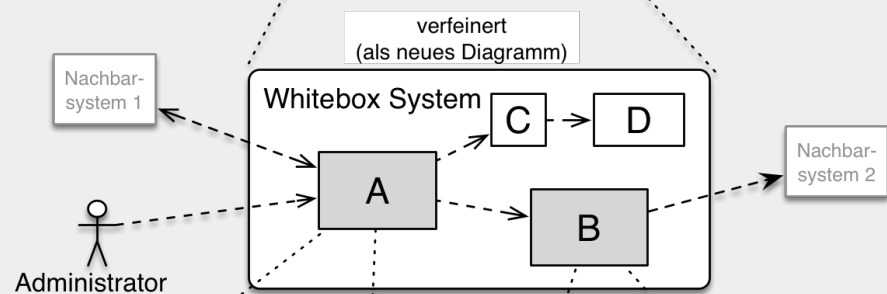 verfeinert
(als neues Diagramm)
Nachbar-
system 1
Whitebox System
C
D
Nachbar-
system 2
A
B
Administrator